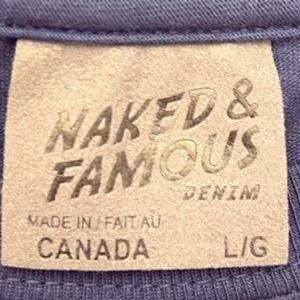 NAKED &
FAMOUS
DENIM
MADE IN / FAIT AU
CANADA L/G